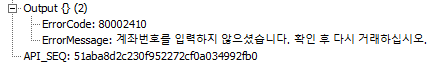 Output {} (2)
ErrorCode: 80002410
ErrorMessage: 계좌번호를 입력하지 않으셨습니다. 확인 후 다시 거래하십시오.
API_SEQ: 51aba8d2c230f952272cf0a034992fb0